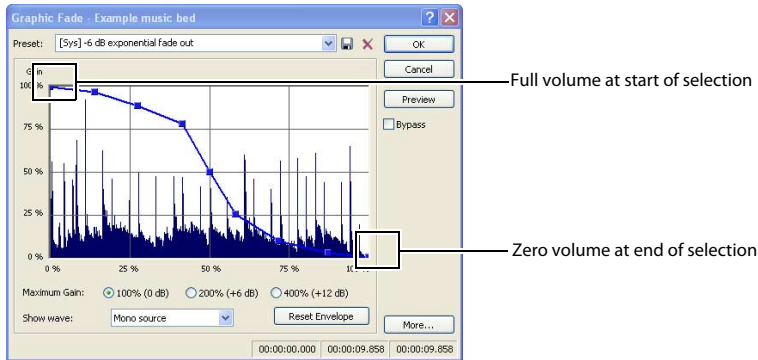 Graphic Fade - Example music bed
Preset: [Sys] -6 dB exponential fade out
OK
Cancel
Preview
Bypass
Gain
100 %
75 %
50 %
25 %
0 %
0 % 25 % 50 % 75 % 100 %
Full volume at start of selection
Zero volume at end of selection
Maximum Gain: 100% (0 dB) 200% (+6 dB) 400% (+12 dB)
Show wave: Mono source Reset Envelope
More...
00:00:00.000 00:00:09.858 00:00:09.858